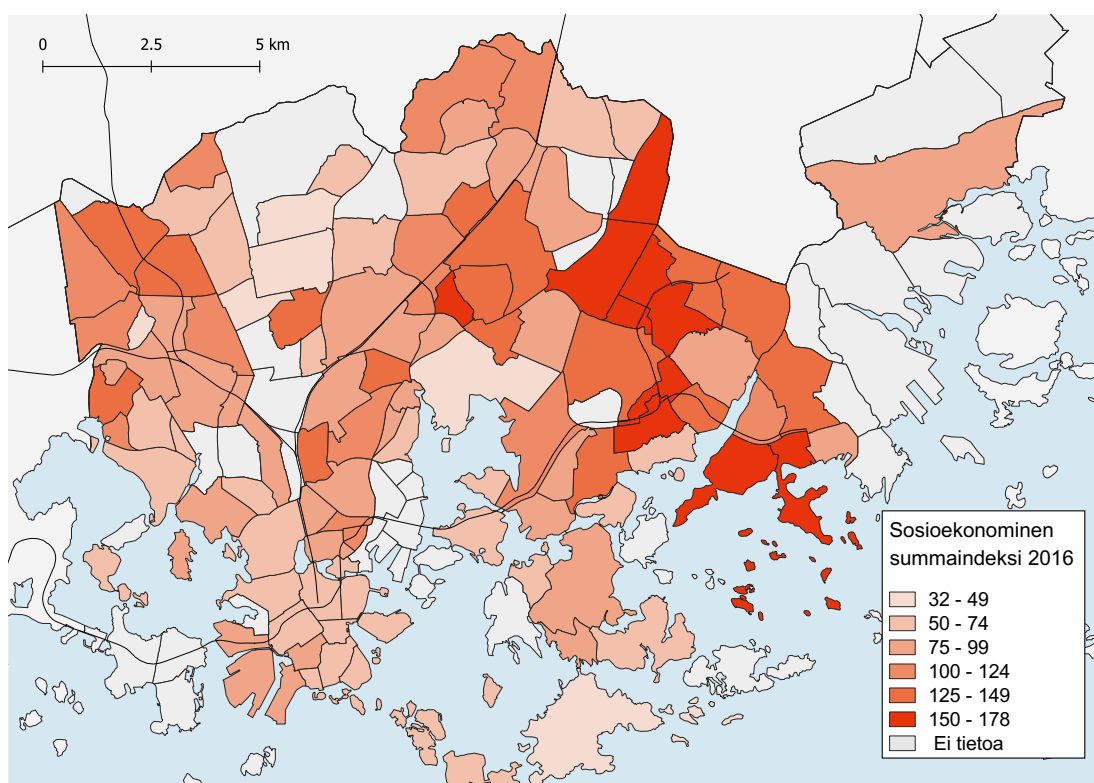 0 2.5 5 km
Sosioekonominen
summaindeksi 2016
32 - 49
50 - 74
75 - 99
100 - 124
125 - 149
150 - 178
Ei tietoa